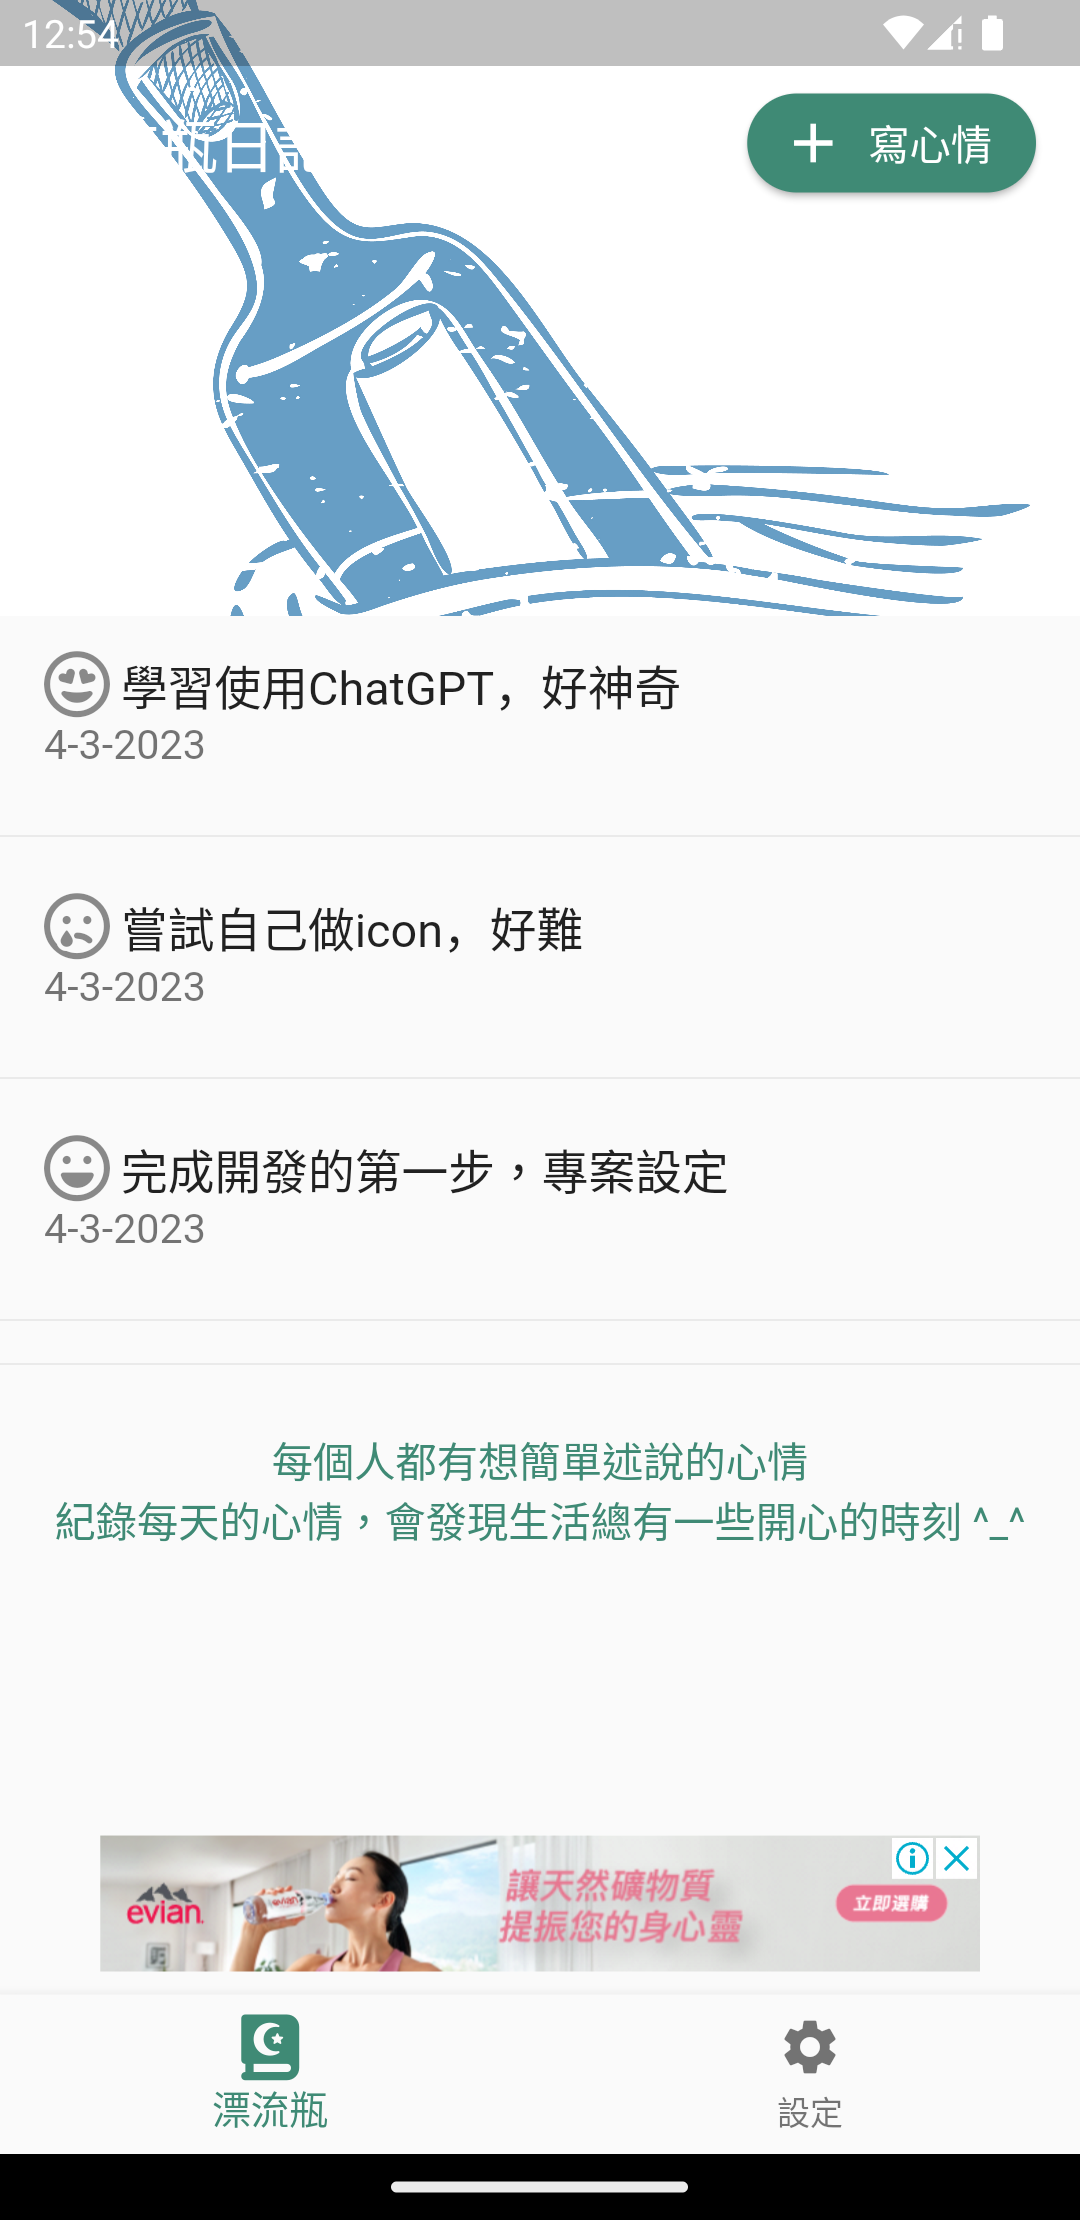 12:54
瓶日記
寫心情
學習使用ChatGPT，好神奇
4-3-2023
嘗試自己做icon，好難
4-3-2023
完成開發的第一步，專案設定
4-3-2023
每個人都有想簡單述說的心情
紀錄每天的心情，會發現生活總有一些開心的時刻 ^_^
evian
evian.
讓天然礦物質
提振您的身心靈
立即選購
漂流瓶
設定